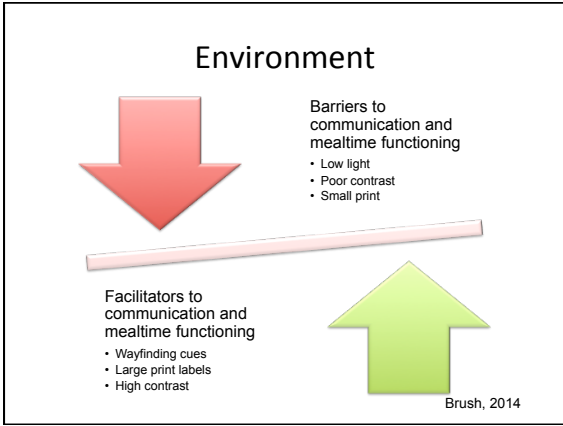 Environment
Barriers to
communication and
mealtime functioning
• Low light
• Poor contrast
• Small print
Facilitators to
communication and
mealtime functioning
• Wayfinding cues
• Large print labels
• High contrast
Brush, 2014